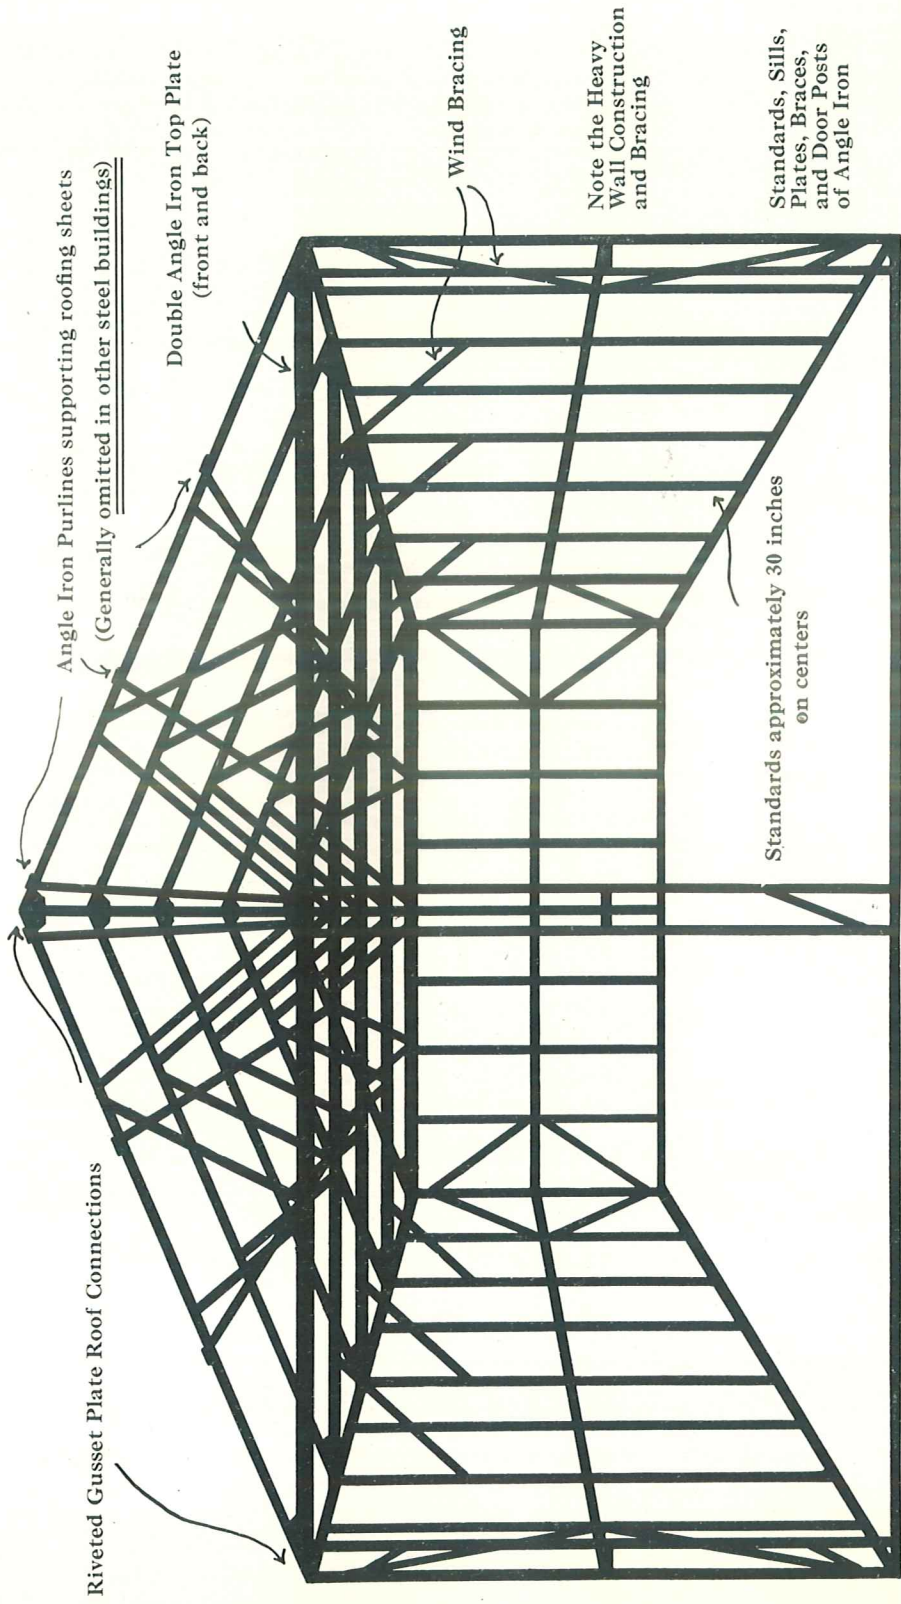 Riveted Gusset Plate Roof Connections
Angle Iron Purlines supporting roofing sheets
(Generally omitted in other steel buildings)
Double Angle Iron Top Plate
(front and back)
Wind Bracing
Note the Heavy
Wall Construction
and Bracing
Standards approximately 30 inches
on centers
Standards, Sills,
Plates, Braces,
and Door Posts
of Angle Iron